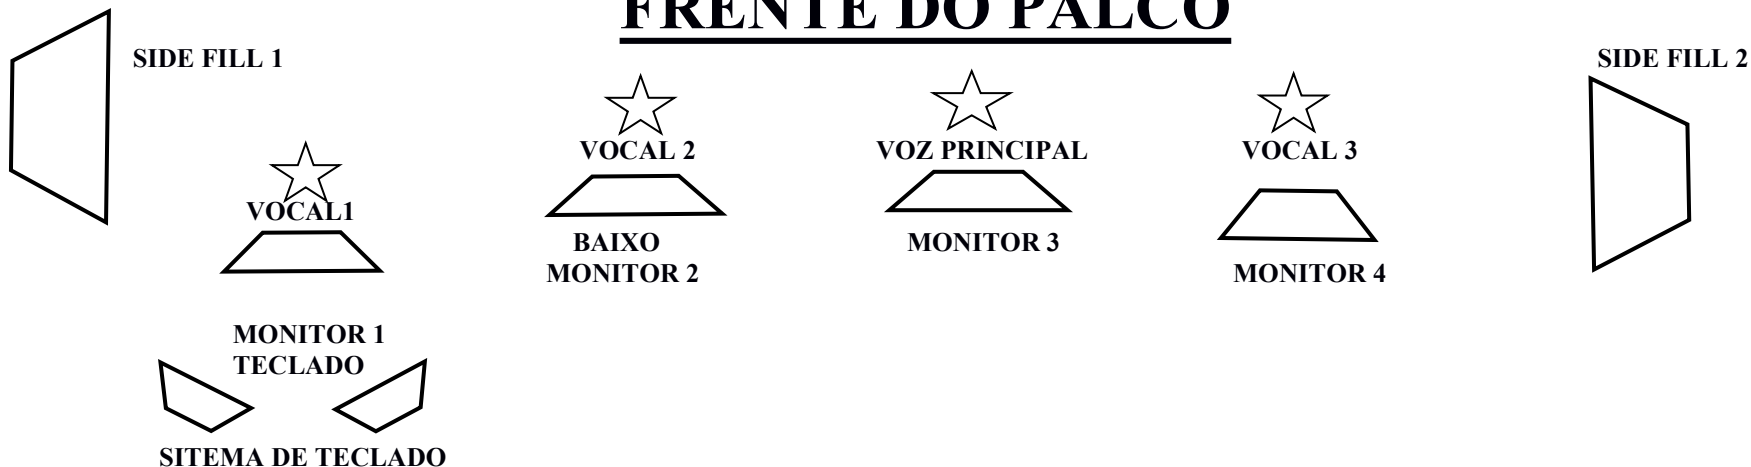 FRENTE DO PALCO
SIDE FILL 1
SIDE FILL 2
VOCAL 2
VOZ PRINCIPAL
VOCAL 3
VOCAL1
BAIXO
MONITOR 2
MONITOR 3
MONITOR 4
MONITOR 1
TECLADO
SITEMA DE TECLADO